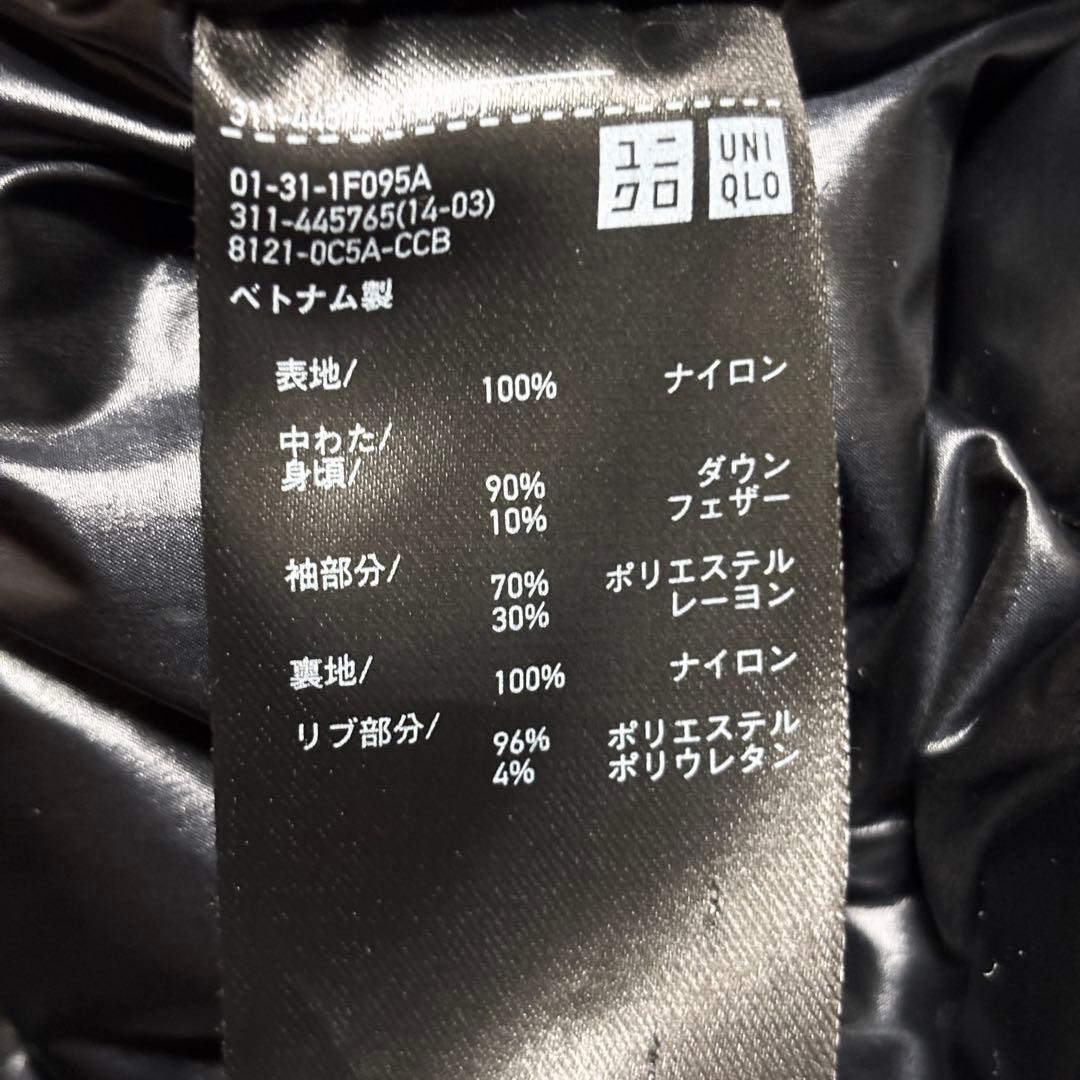 ユニ
クロ
UNI
QLO
01-31-1F095A
311-445765(14-03)
8121-0C5A-CCB
ベトナム製
表地/ 100% ナイロン
中わた/
身頃/ 90% ダウン
10% フェザー
袖部分/ 70% ポリエステル
30% レーヨン
裏地/ 100% ナイロン
リブ部分/ 96% ポリエステル
4% ポリウレタン